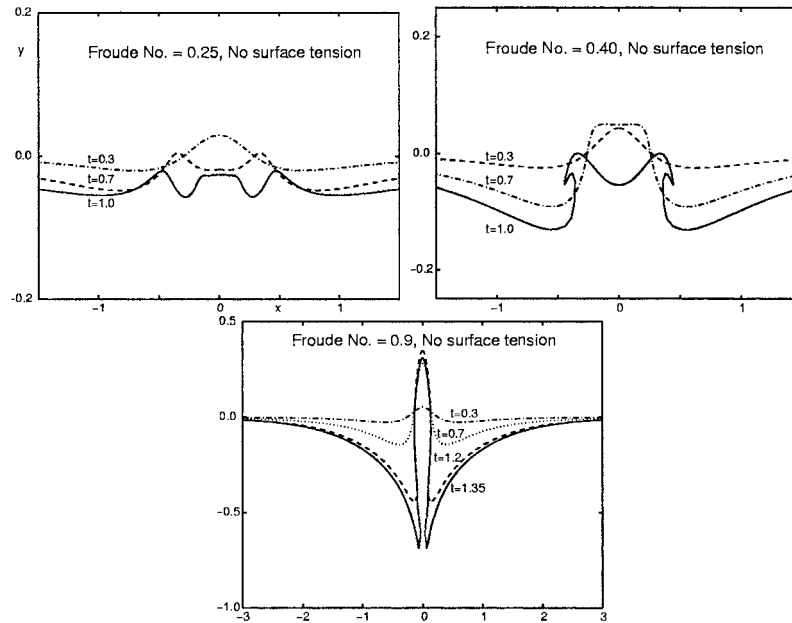 0.2
y
Froude No. = 0.25, No surface tension
0.0
t=0.3
t=0.7
t=1.0
−0.2
−1
0
x
1
0.2
Froude No. = 0.40, No surface tension
0.0
t=0.3
t=0.7
t=1.0
−0.2
−1
0
1
0.5
Froude No. = 0.9, No surface tension
0.0
t=0.3
t=0.7
t=1.2
−0.5
t=1.35
−1.0
−3
−2
−1
0
1
2
3